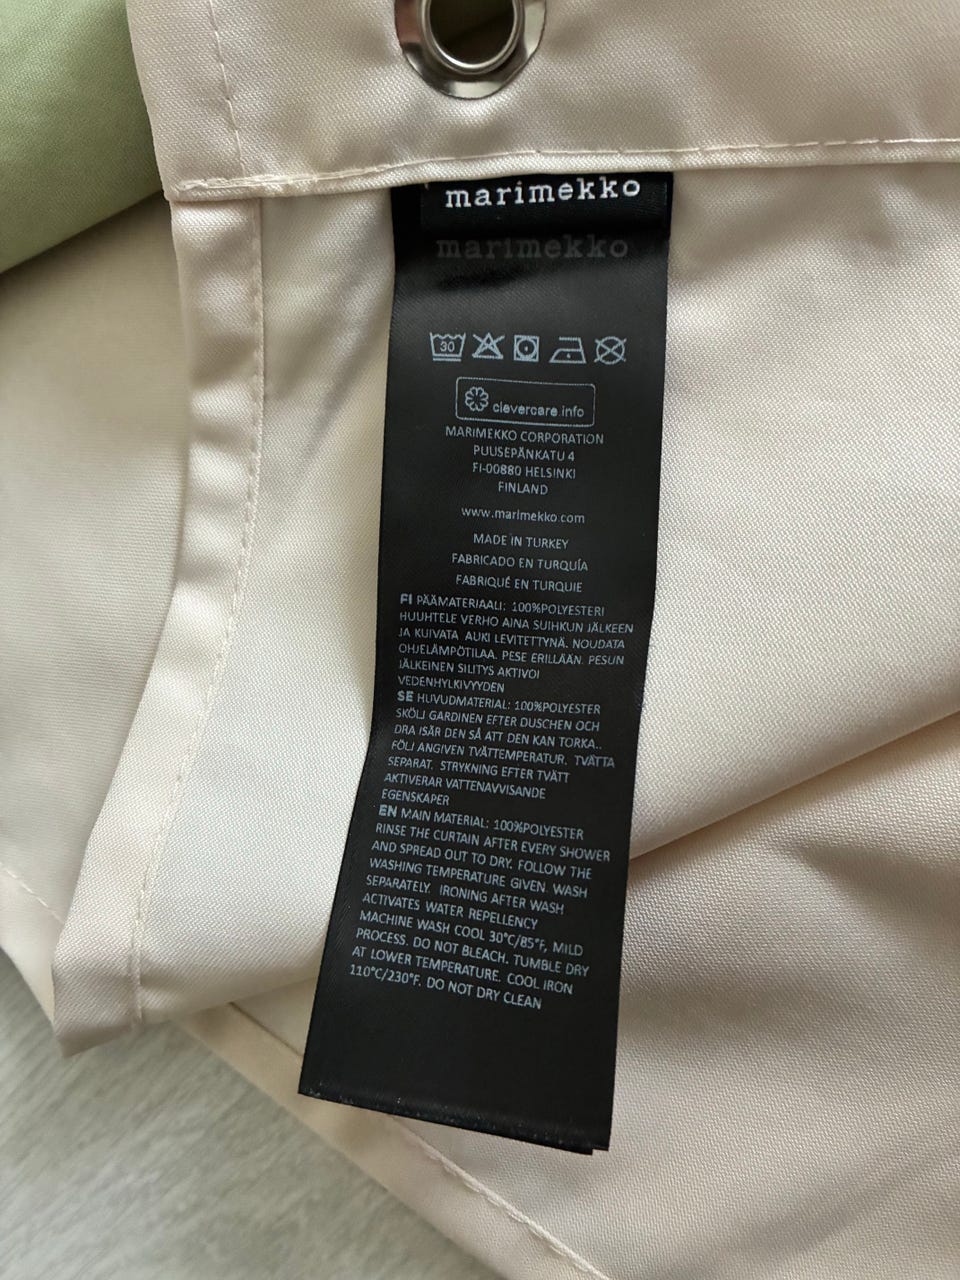 marimekko
marimekko
30
clevercare.info
MARIMEKKO CORPORATION
PUUSEPÄNKATU 4
FI-00880 HELSINKI
FINLAND
www.marimekko.com
MADE IN TURKEY
FABRICADO EN TURQUÍA
FABRIQUÉ EN TURQUIE
FI PÄÄMATERIAALI: 100%POLYESTERI
HUUHTELE VERHO AINA SUIHKUN JÄLKEEN
JA KUIVATA AUKI LEVITETTYNÄ. NOUDATA
OHJELÄMPÖTILAA. PESE ERILLÄÄN. PESUN
JÄLKEINEN SILITYS AKTIVOI
VEDENHYLKIVYYDEN
SE HUVUDMATERIAL: 100%POLYESTER
SKÖLJ GARDINEN EFTER DUSCHEN OCH
DRA ISÄR DEN SÅ ATT DEN KAN TORKA..
FÖLJ ANGIVEN TVÄTTEMPERATUR. TVÄTTA
SEPARAT. STRYKNING EFTER TVÄTT
AKTIVERAR VATTENAVVISANDE
EGENSKAPER
EN MAIN MATERIAL: 100%POLYESTER
RINSE THE CURTAIN AFTER EVERY SHOWER
AND SPREAD OUT TO DRY. FOLLOW THE
WASHING TEMPERATURE GIVEN. WASH
SEPARATELY. IRONING AFTER WASH
ACTIVATES WATER REPELLENCY
MACHINE WASH COOL 30°C/85°F, MILD
PROCESS. DO NOT BLEACH. TUMBLE DRY
AT LOWER TEMPERATURE. COOL IRON
110°C/230°F. DO NOT DRY CLEAN